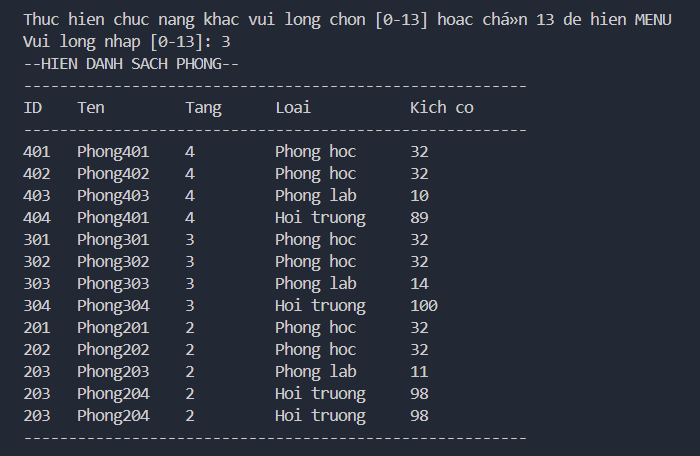 Thuc hien chuc nang khac vui long chon [0-13] hoac chá»n 13 de hien MENU
Vui long nhap [0-13]: 3
--HIEN DANH SACH PHONG--
--------------------------------------------------------
ID Ten Tang Loai Kich co
--------------------------------------------------------
401 Phong401 4 Phong hoc 32
402 Phong402 4 Phong hoc 32
403 Phong403 4 Phong lab 10
404 Phong401 4 Hoi truong 89
301 Phong301 3 Phong hoc 32
302 Phong302 3 Phong hoc 32
303 Phong303 3 Phong lab 14
304 Phong304 3 Hoi truong 100
201 Phong201 2 Phong hoc 32
202 Phong202 2 Phong hoc 32
203 Phong203 2 Phong lab 11
203 Phong204 2 Hoi truong 98
203 Phong204 2 Hoi truong 98
--------------------------------------------------------